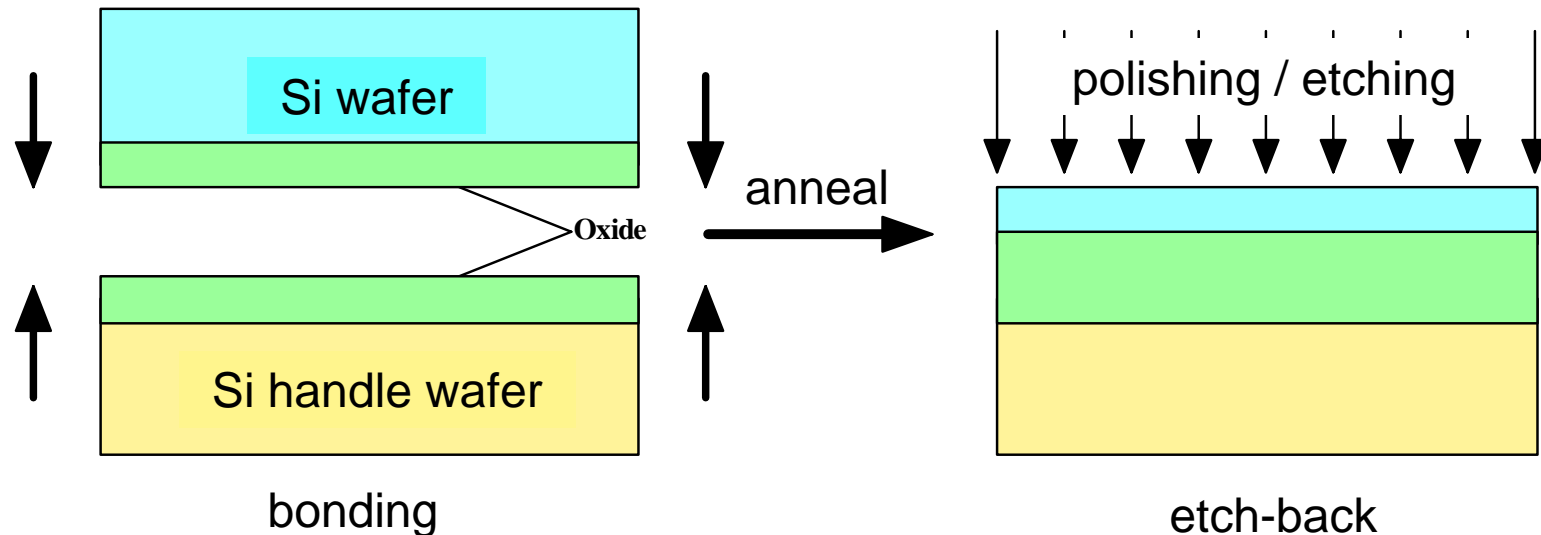 Si wafer
polishing / etching
anneal
Oxide
Si handle wafer
bonding
etch-back